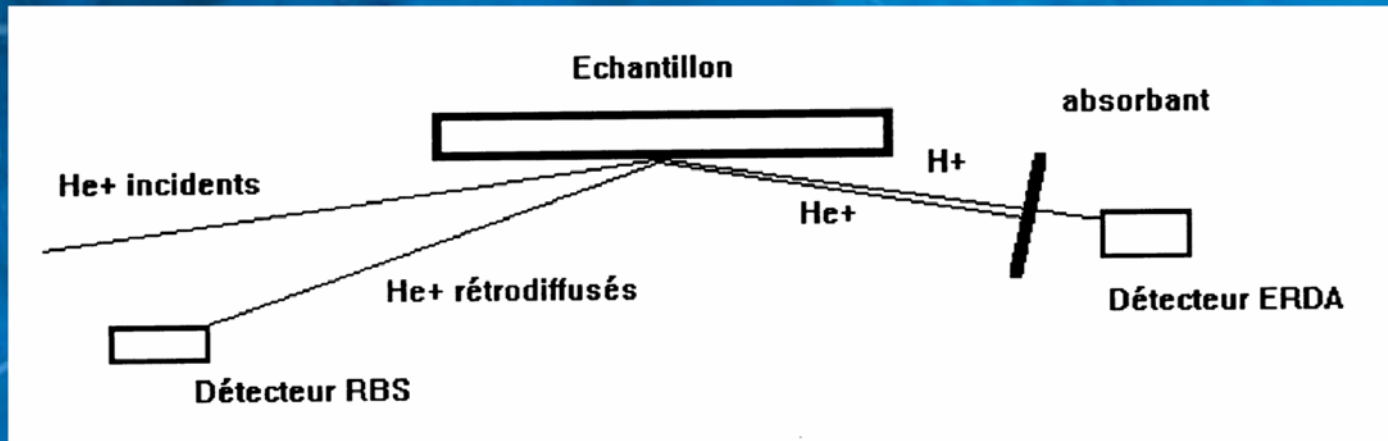 Echantillon
absorbant
H+
He+ incidents
He+
He+ rétrodiffusés
Détecteur ERDA
Détecteur RBS